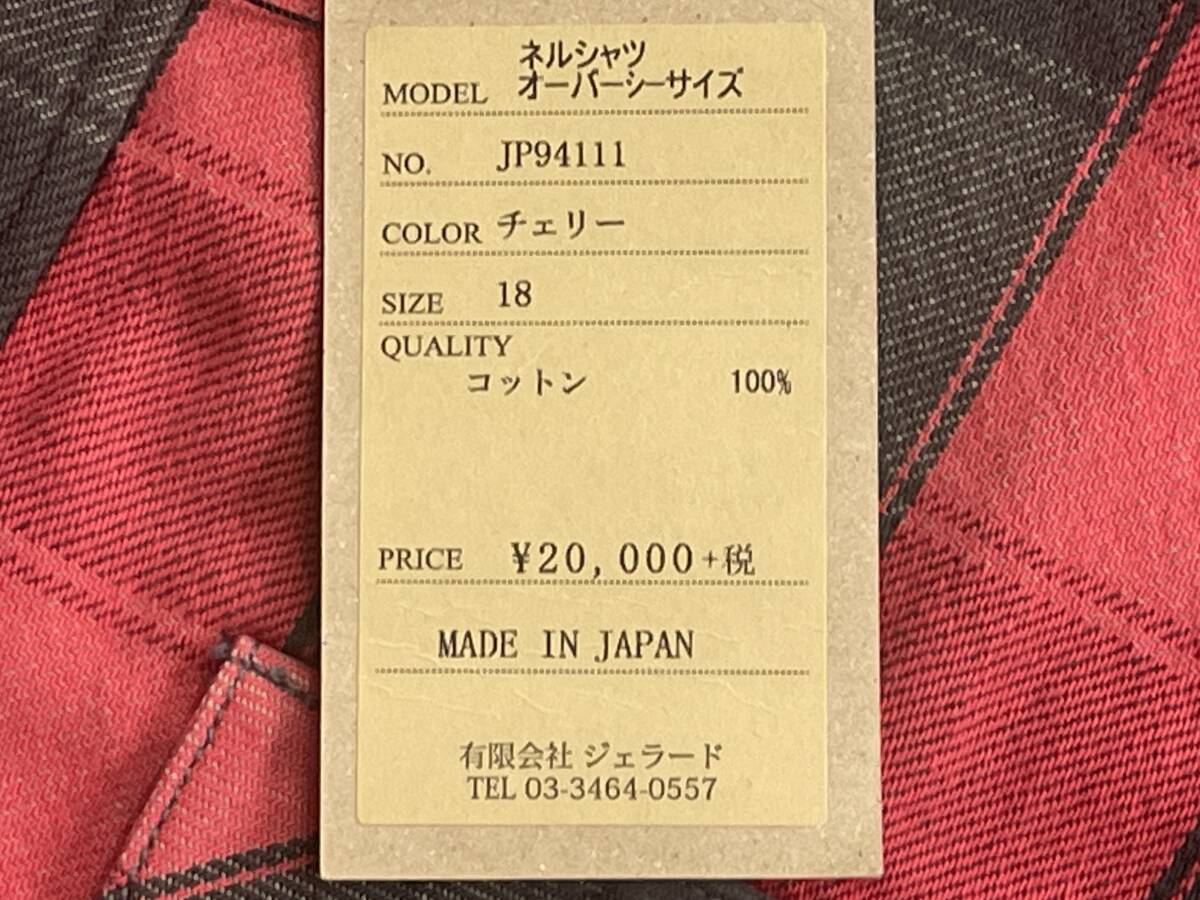 MODEL ネルシャツ
オーバーシーサイズ
NO. JP94111
COLOR チェリー
SIZE 18
QUALITY
コットン 100%
PRICE ¥20,000+税
MADE IN JAPAN
有限会社 ジェラード
TEL 03-3464-0557